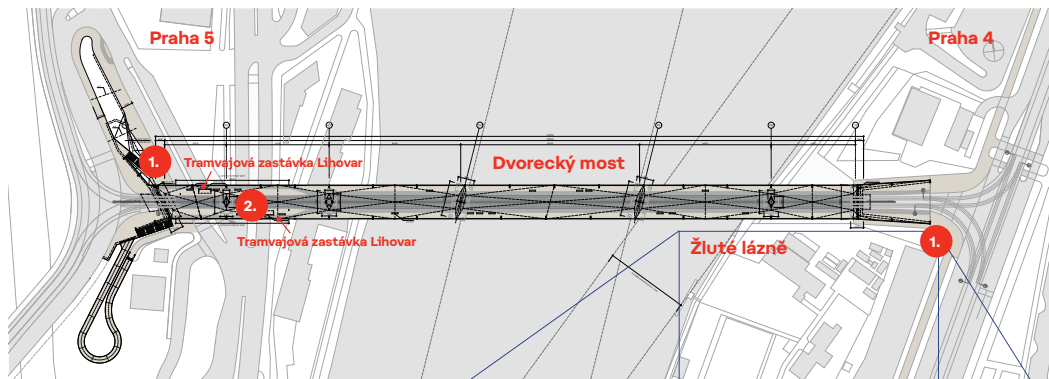 Praha 5
Praha 4
1.
Tramvajová zastávka Lihovar
Dvorecký most
2.
Tramvajová zastávka Lihovar
Žluté lázně
1.